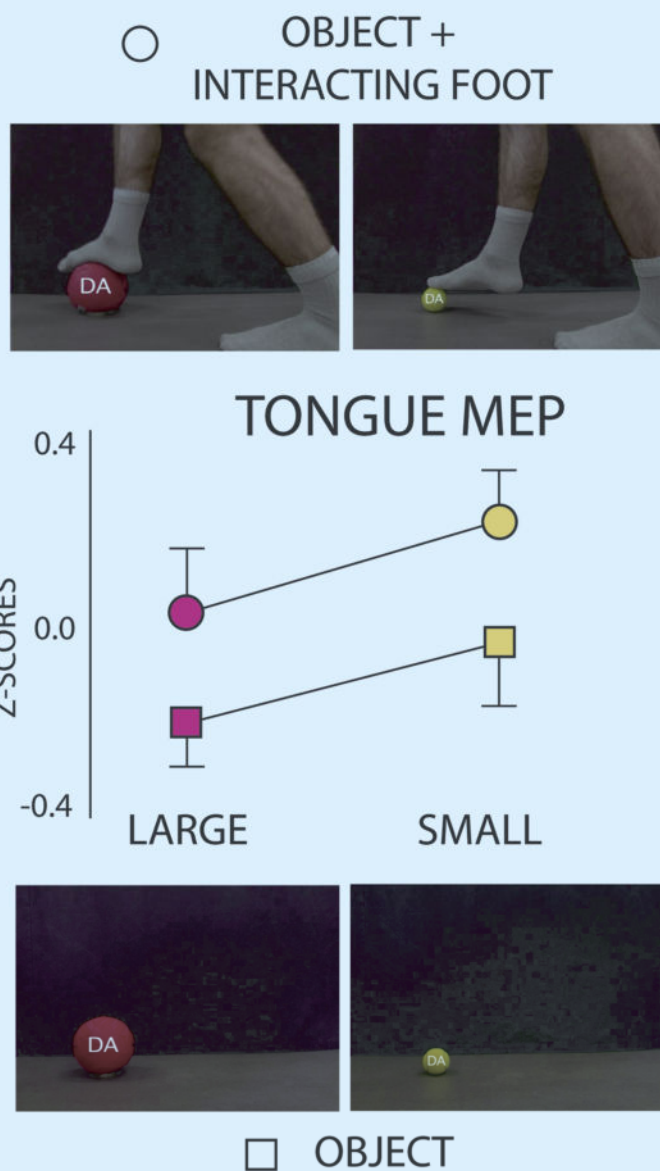 OBJECT +
INTERACTING FOOT
DA
DA
TONGUE MEP
0.4
Z-SCORES
0.0
-0.4
LARGE
SMALL
DA
DA
OBJECT